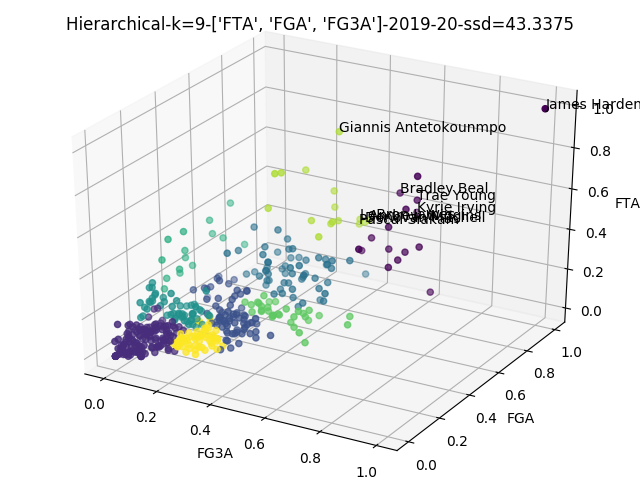 Hierarchical-k=9-['FTA', 'FGA', 'FG3A']-2019-20-ssd=43.3375
James Harden
Giannis Antetokounmpo
Bradley Beal
Trae Young
Kyrie Irving
Pascal Siakam
FTA
1.0
0.8
0.6
0.4
0.2
0.0
FGA
1.0
0.8
0.6
0.4
0.2
0.0
FG3A
0.0
0.2
0.4
0.6
0.8
1.0